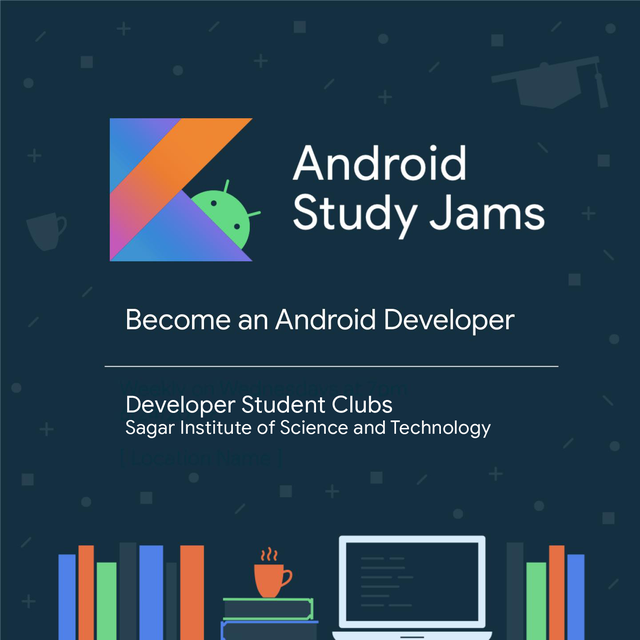 Android
Study Jams
Become an Android Developer
Developer Student Clubs
Sagar Institute of Science and Technology